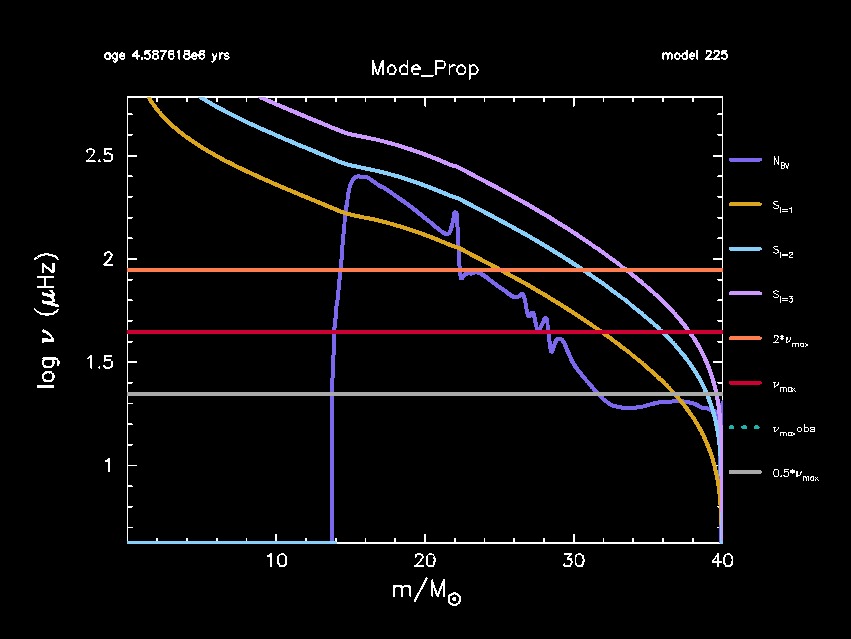 age 4.587618e6 yrs
model 225
Mode_Prop
log ν (μHz)
2.5
2
1.5
1
10
20
30
40
m/M⊙
N_BV
S_l=1
S_l=2
S_l=3
2*ν_max
ν_max
ν_max obs
0.5*ν_max